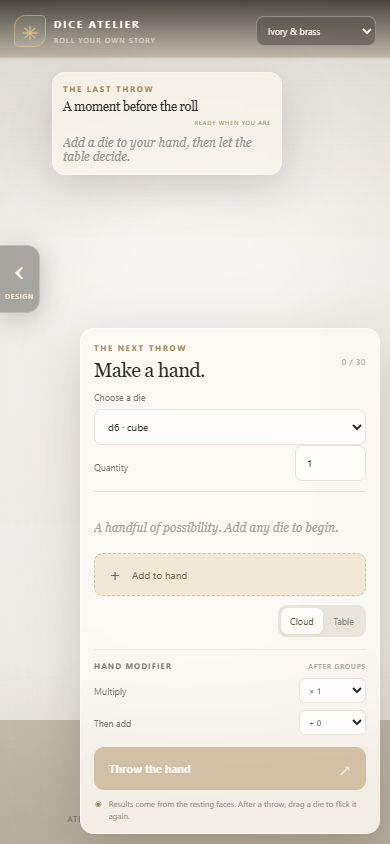 DICE ATELIER
ROLL YOUR OWN STORY
Ivory & brass
THE LAST THROW
A moment before the roll
READY WHEN YOU ARE
Add a die to your hand, then let the
table decide.
DESIGN
THE NEXT THROW
Make a hand.
0 / 30
Choose a die
d6 · cube
Quantity
1
A handful of possibility. Add any die to begin.
+ Add to hand
Cloud
Table
HAND MODIFIER
AFTER GROUPS
Multiply
× 1
Then add
+ 0
Throw the hand ↗
Results come from the resting faces. After a throw, drag a die to flick it
again.